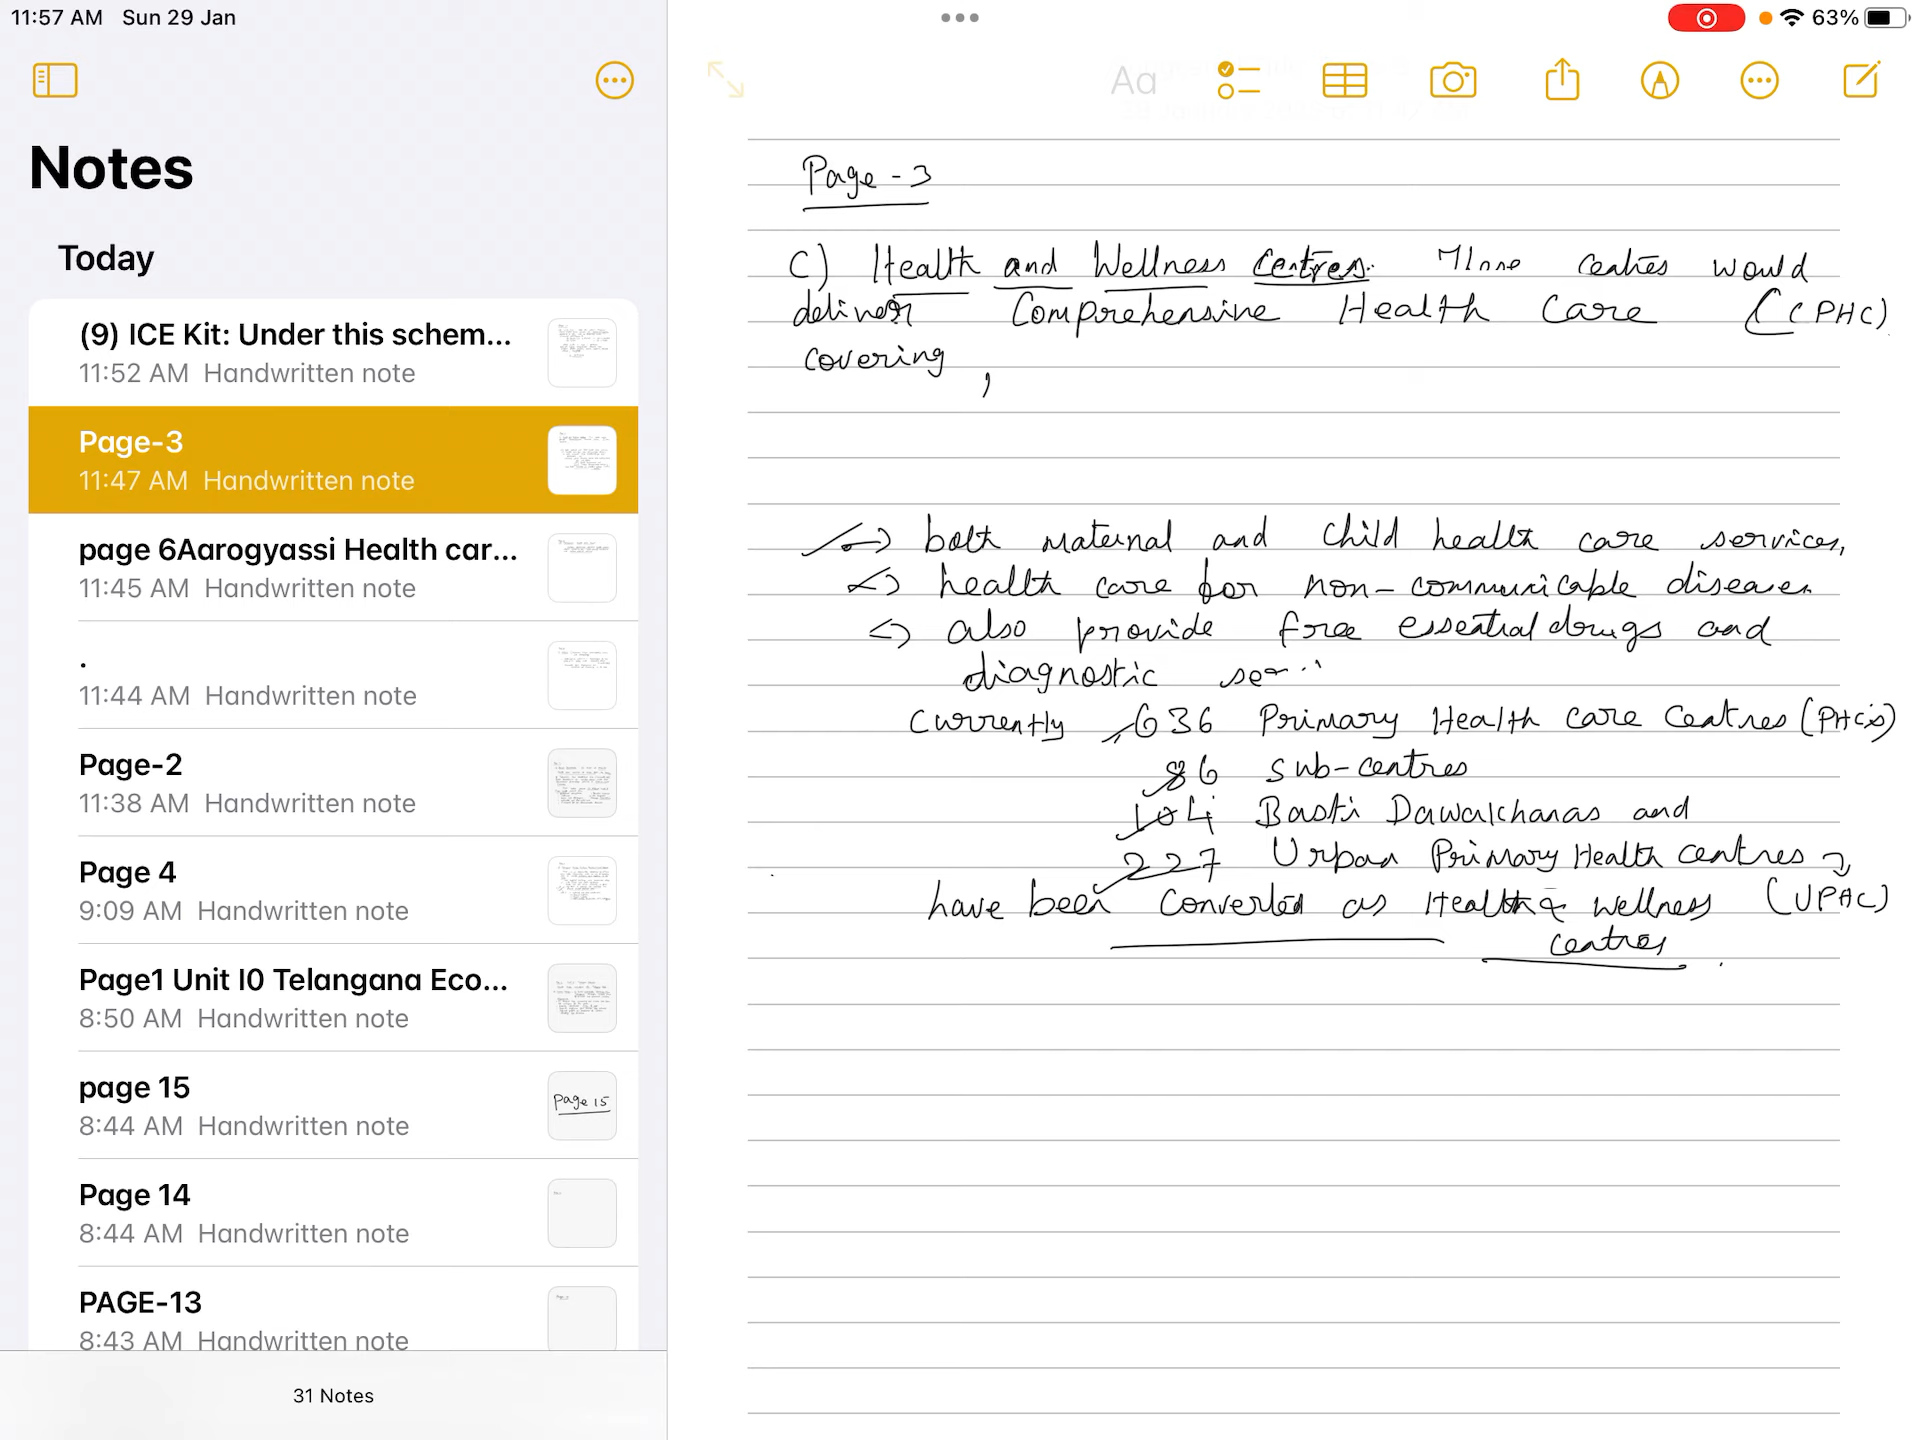 11:57 AM Sun 29 Jan
63%
Notes
Today
(9) ICE Kit: Under this schem...
11:52 AM Handwritten note
Page-3
11:47 AM Handwritten note
page 6Aarogyassi Health car...
11:45 AM Handwritten note
.
11:44 AM Handwritten note
Page-2
11:38 AM Handwritten note
Page 4
9:09 AM Handwritten note
Page1 Unit I0 Telangana Eco...
8:50 AM Handwritten note
page 15
8:44 AM Handwritten note
Page 15
Page 14
8:44 AM Handwritten note
PAGE-13
8:43 AM Handwritten note
31 Notes
Aa
Page - 3
C) Health and Wellness Centres. centres would
deliver Comprehensive Health Care (CPHC)
covering ,
both maternal and child health care services,
health care for non-communicable diseases
also provide free essential drugs and
diagnostic
Currently 636 Primary Health care Centres (PHC's)
86 sub-centres
104 Basti Dawakhanas and
227 Urban Primary Health centres
have been converted as Health & Wellness (UPHC)
centres